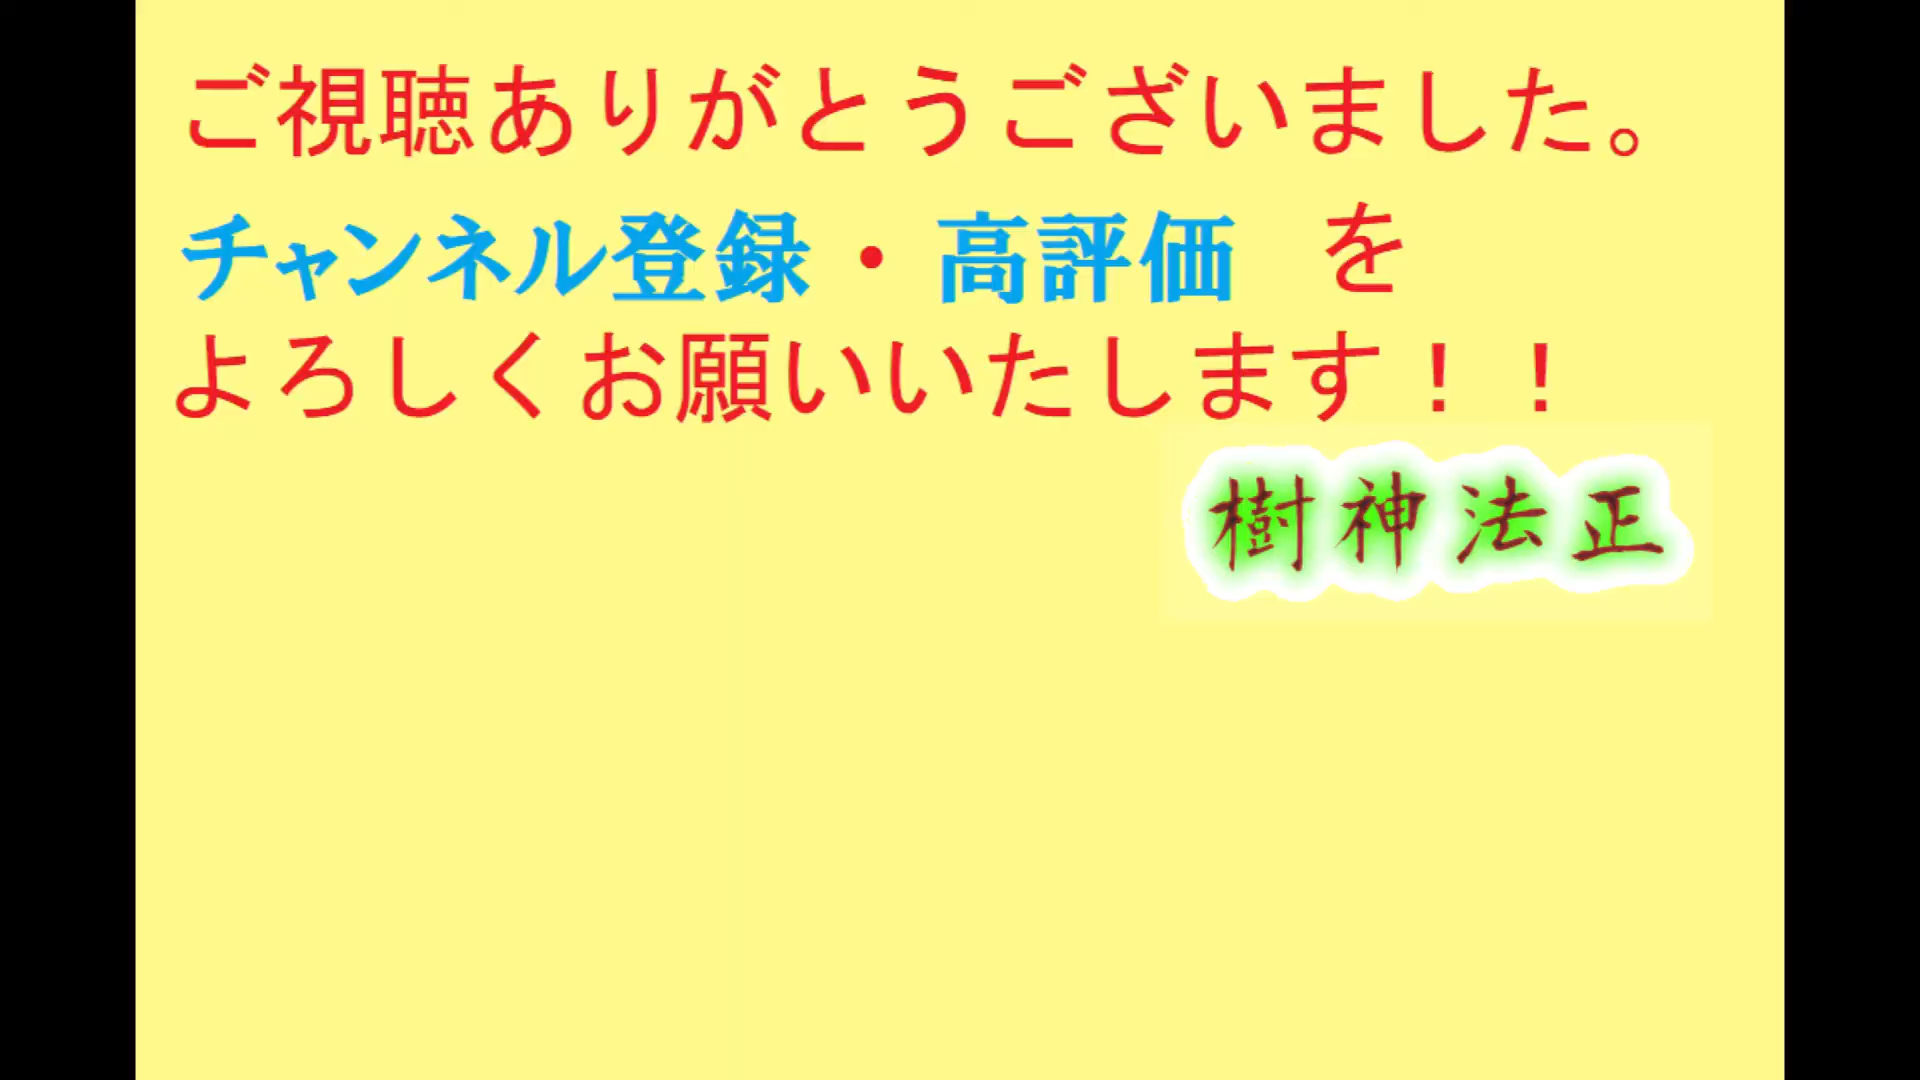 ご視聴ありがとうございました。
チャンネル登録・高評価 を
よろしくお願いいたします！！
樹神法正